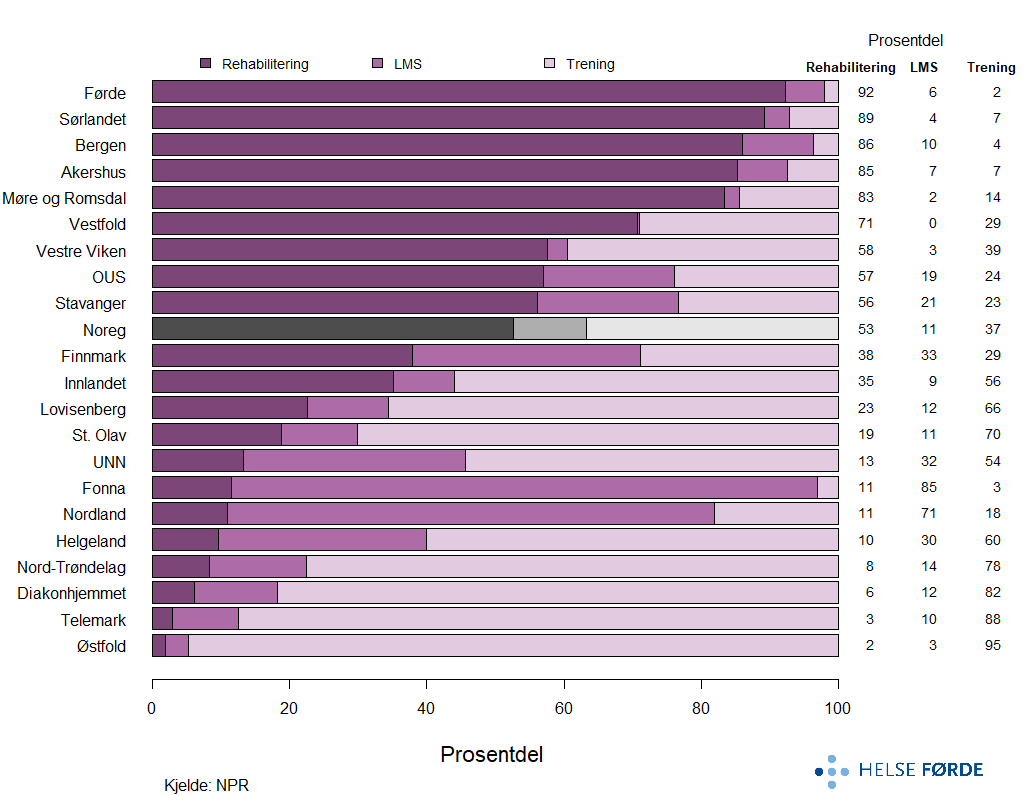 Prosentdel
Rehabilitering LMS Trening
Rehabilitering LMS Trening
Førde 92 6 2
Sørlandet 89 4 7
Bergen 86 10 4
Akershus 85 7 7
Møre og Romsdal 83 2 14
Vestfold 71 0 29
Vestre Viken 58 3 39
OUS 57 19 24
Stavanger 56 21 23
Noreg 53 11 37
Finnmark 38 33 29
Innlandet 35 9 56
Lovisenberg 23 12 66
St. Olav 19 11 70
UNN 13 32 54
Fonna 11 85 3
Nordland 11 71 18
Helgeland 10 30 60
Nord-Trøndelag 8 14 78
Diakonhjemmet 6 12 82
Telemark 3 10 88
Østfold 2 3 95
0 20 40 60 80 100
Prosentdel
Kjelde: NPR
HELSE FØRDE